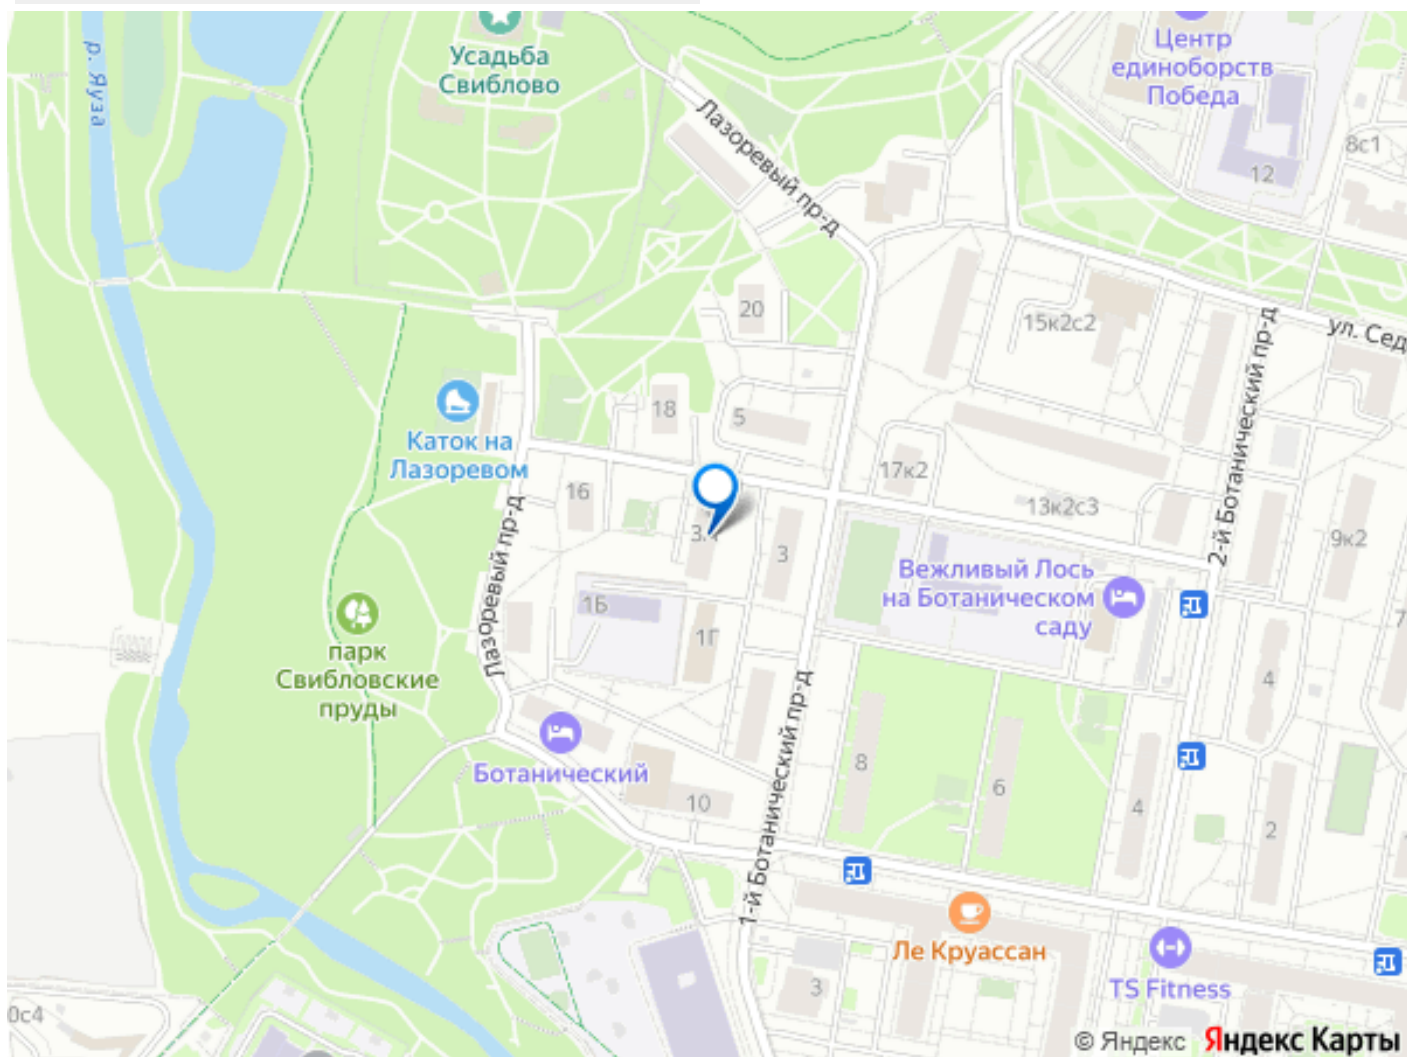 р. Яуза
Усадьба
Свиблово
Центр
единоборств
Победа
8с1
12
Лазоревый пр-д
20
15к2с2
ул. Сед
2-й Ботанический пр-д
Каток на
Лазоревом
18
5
17к2
16
13к2с3
9к2
3
Лазоревый пр-д
Вежливый Лось
на Ботаническом
саду
1Б
1Г
7
парк
Свибловские
пруды
4
1-й Ботанический пр-д
Ботанический
8
6
10
4
2
Ле Круассан
TS Fitness
3
0с4
© Яндекс Яндекс Карты